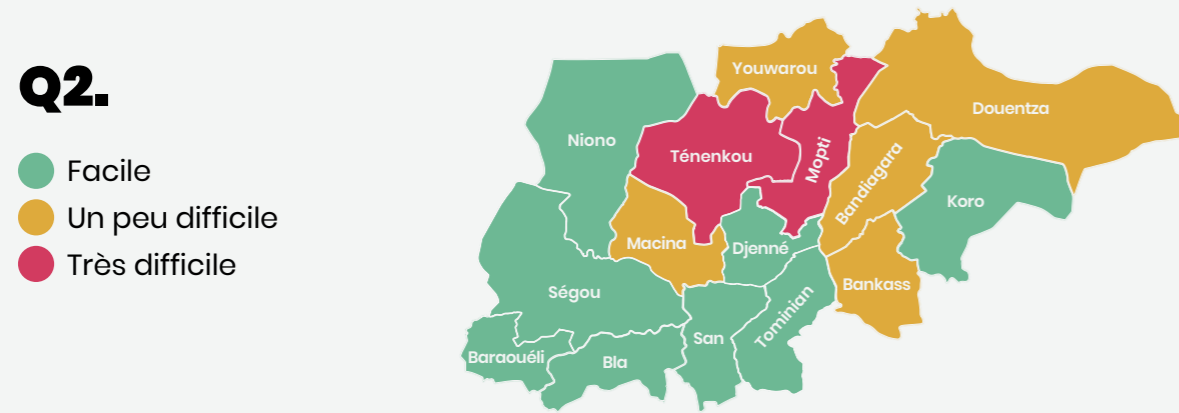 Q2.
Facile
Un peu difficile
Très difficile
Youwarou
Douentza
Niono
Ténenkou
Mopti
Bandiagara
Koro
Macina
Djenné
Bankass
Ségou
Tominian
San
Baraouéli
Bla